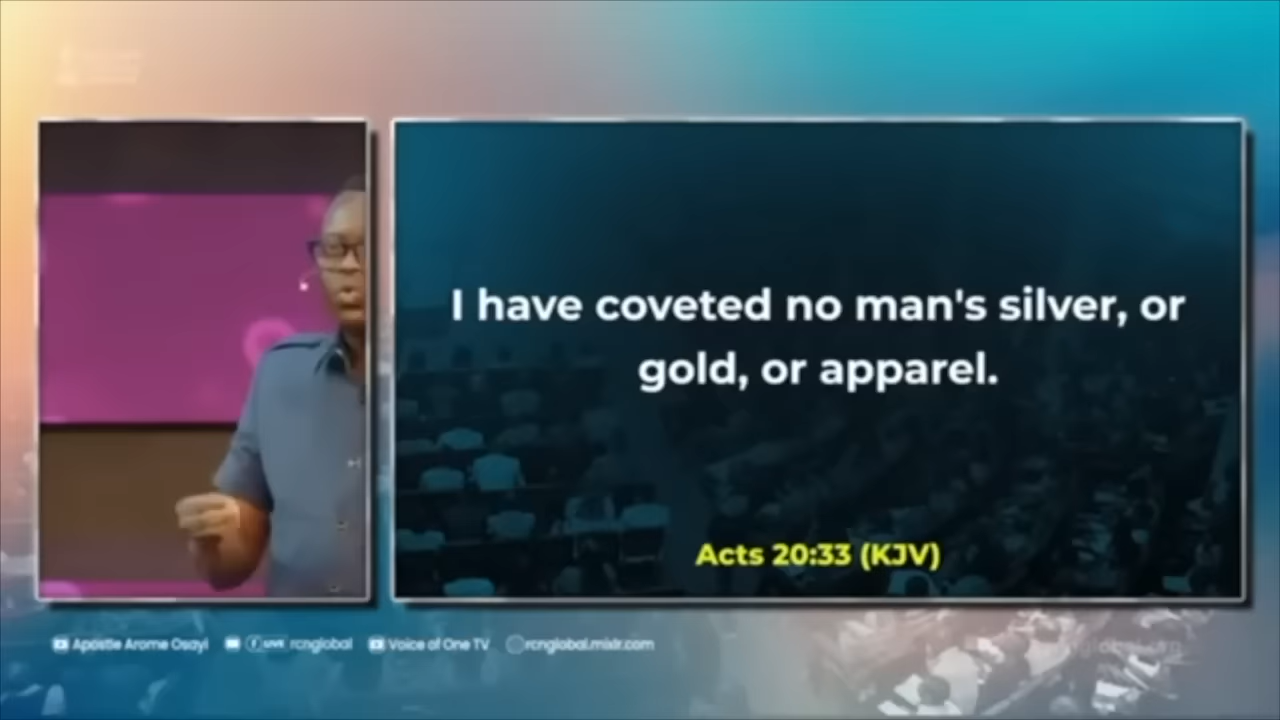 I have coveted no man's silver, or
gold, or apparel.
Acts 20:33 (KJV)
Apostle Arome Osayi rcnglobal Voice of One TV rcnglobal.mixlr.com